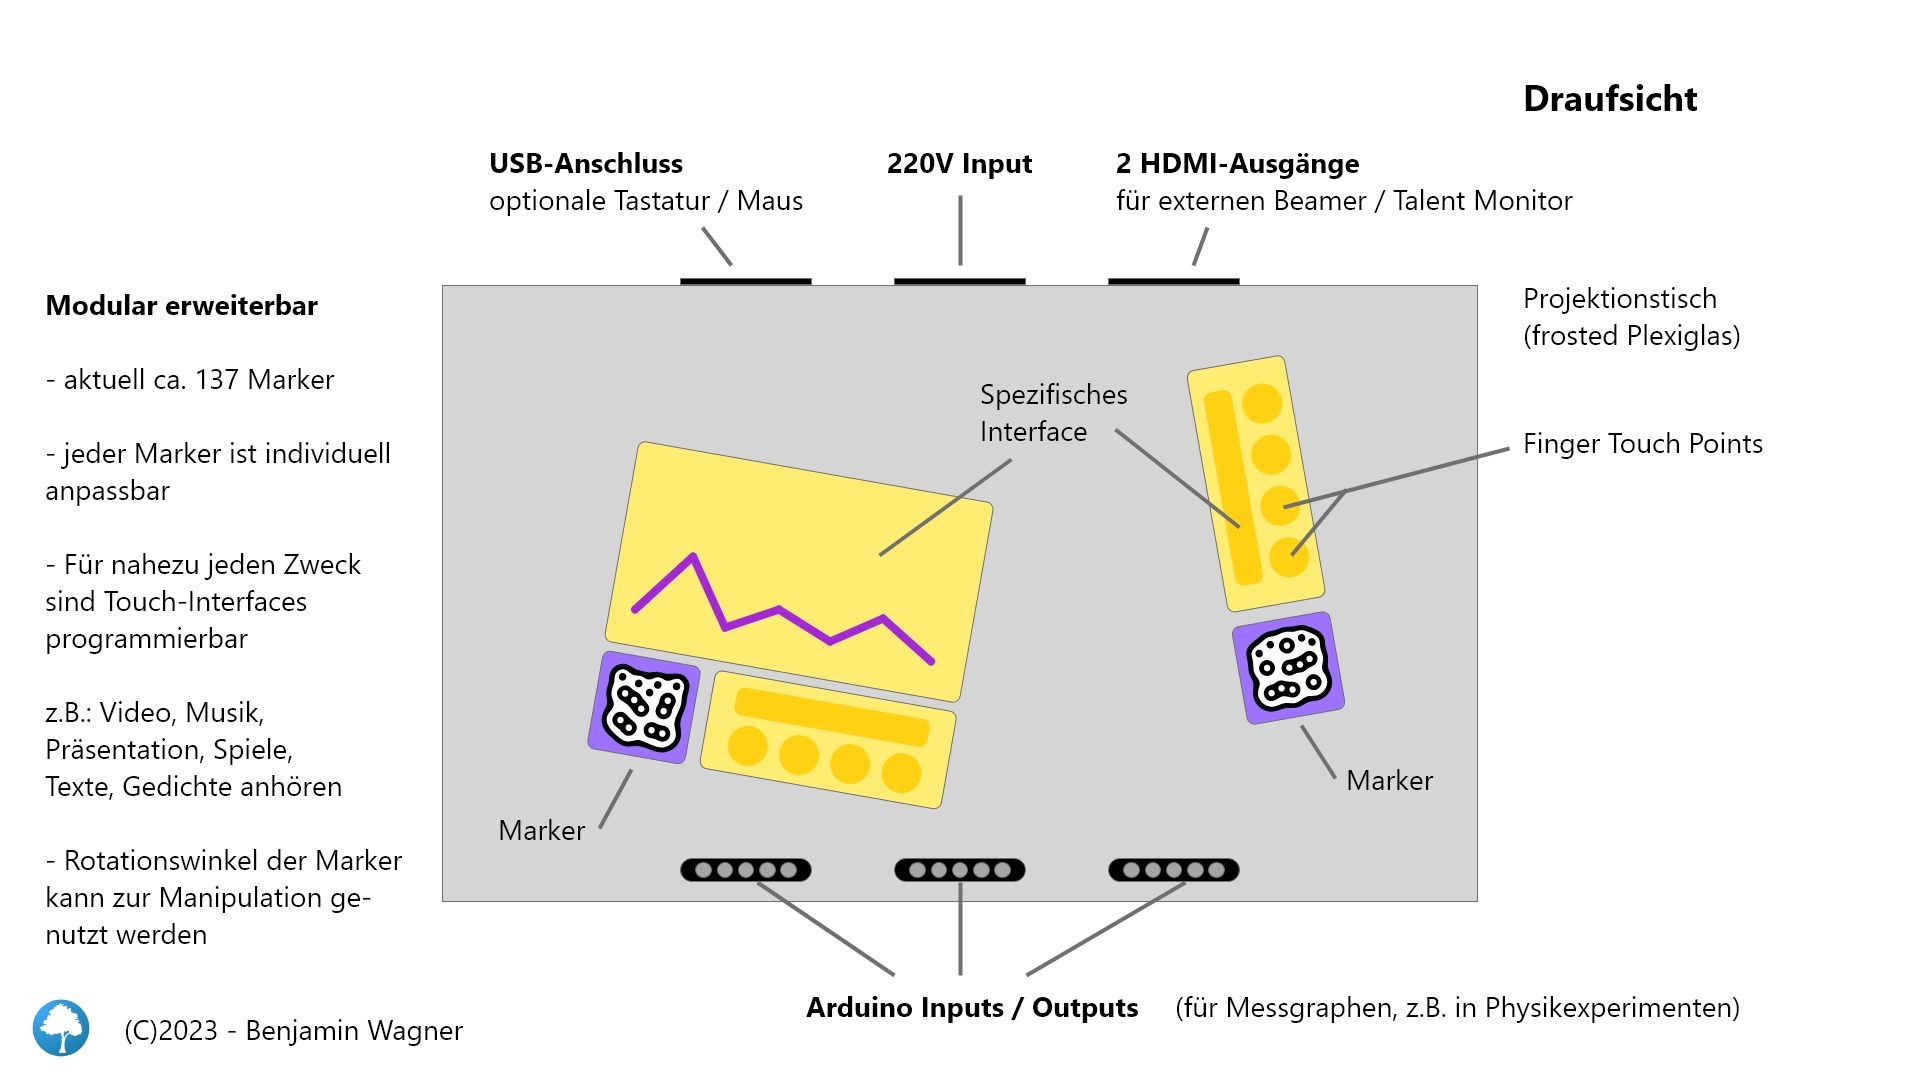 Draufsicht
USB-Anschluss
optionale Tastatur / Maus
220V Input
2 HDMI-Ausgänge
für externen Beamer / Talent Monitor
Modular erweiterbar
- aktuell ca. 137 Marker
- jeder Marker ist individuell
anpassbar
- Für nahezu jeden Zweck
sind Touch-Interfaces
programmierbar
z.B.: Video, Musik,
Präsentation, Spiele,
Texte, Gedichte anhören
- Rotationswinkel der Marker
kann zur Manipulation ge-
nutzt werden
Spezifisches
Interface
Projektionstisch
(frosted Plexiglas)
Finger Touch Points
Marker
Marker
Arduino Inputs / Outputs
(für Messgraphen, z.B. in Physikexperimenten)
(C)2023 - Benjamin Wagner